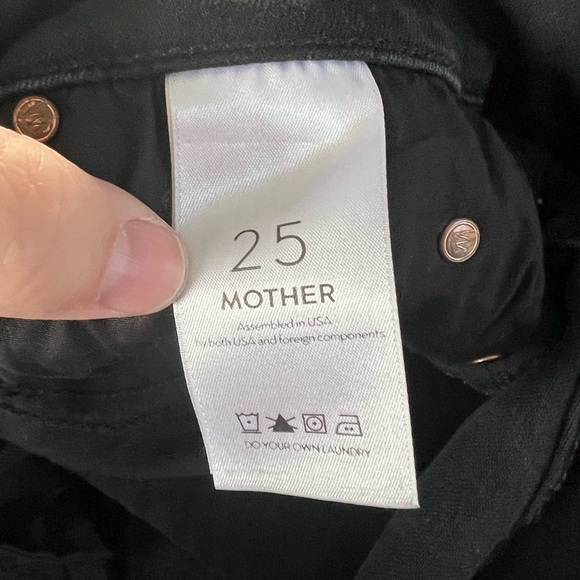 25
MOTHER
Assembled in USA
by both USA and foreign components
DO YOUR OWN LAUNDRY